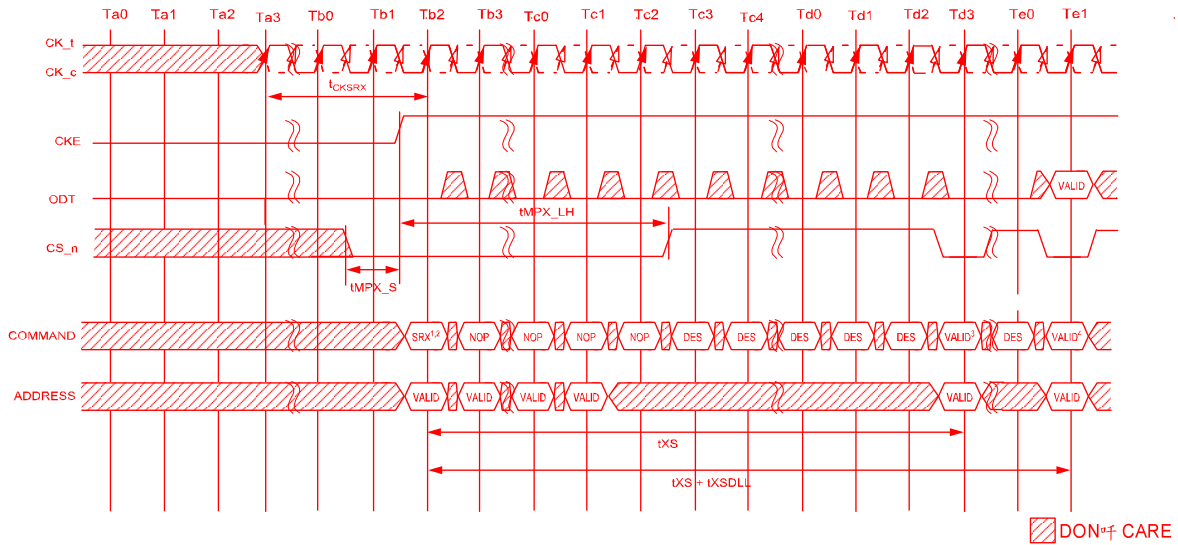 Ta0 Ta1 Ta2 Ta3 Tb0 Tb1 Tb2 Tb3 Tc0 Tc1 Tc2 Tc3 Tc4 Td0 Td1 Td2 Td3 Te0 Te1
CK_t
CK_c
tCKSRX
CKE
ODT VALID
tMPX_LH
CS_n
tMPX_S
COMMAND SRX1,2 NOP NOP NOP NOP DES DES DES DES DES VALID3 DES VALID
ADDRESS VALID VALID VALID VALID VALID VALID
tXS
tXS + tXSDLL
DON吇 CARE